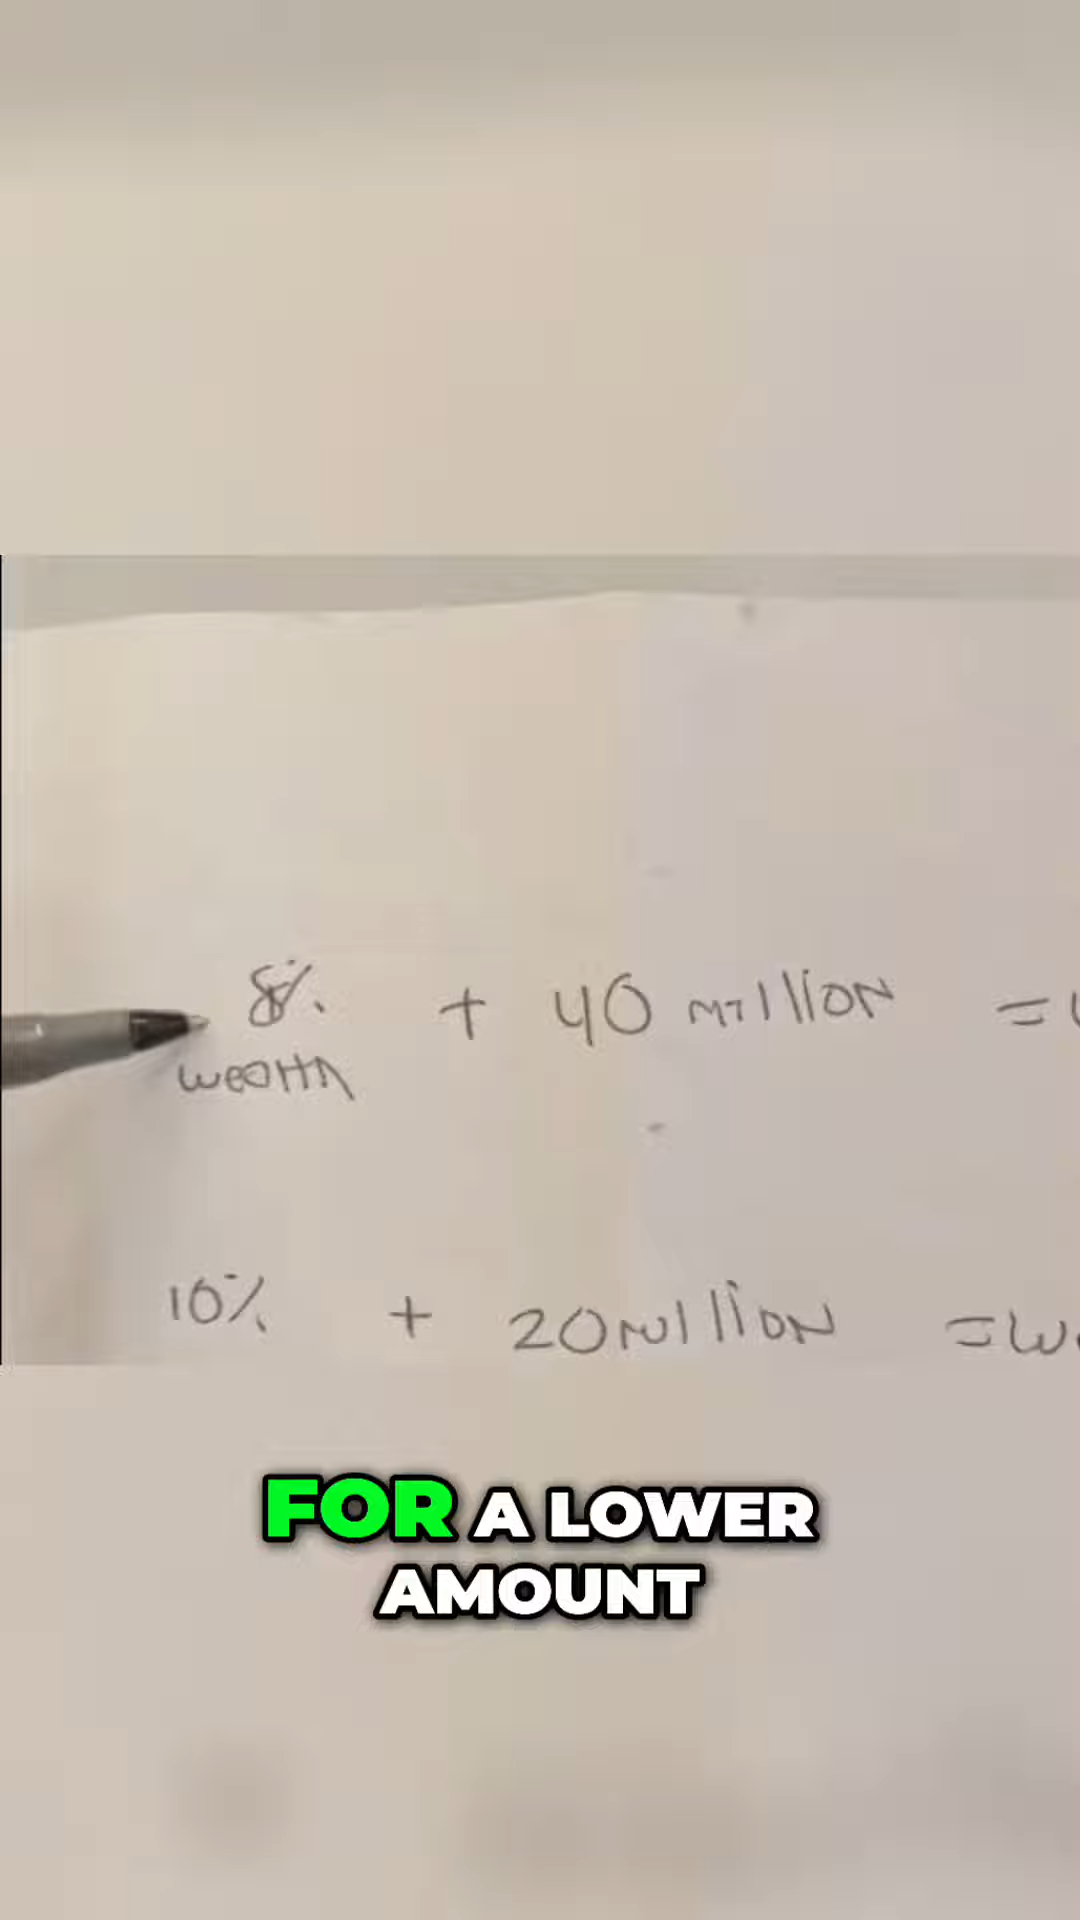 8% + 40 million =
wealth
10% + 20 million = w
FOR A LOWER
AMOUNT